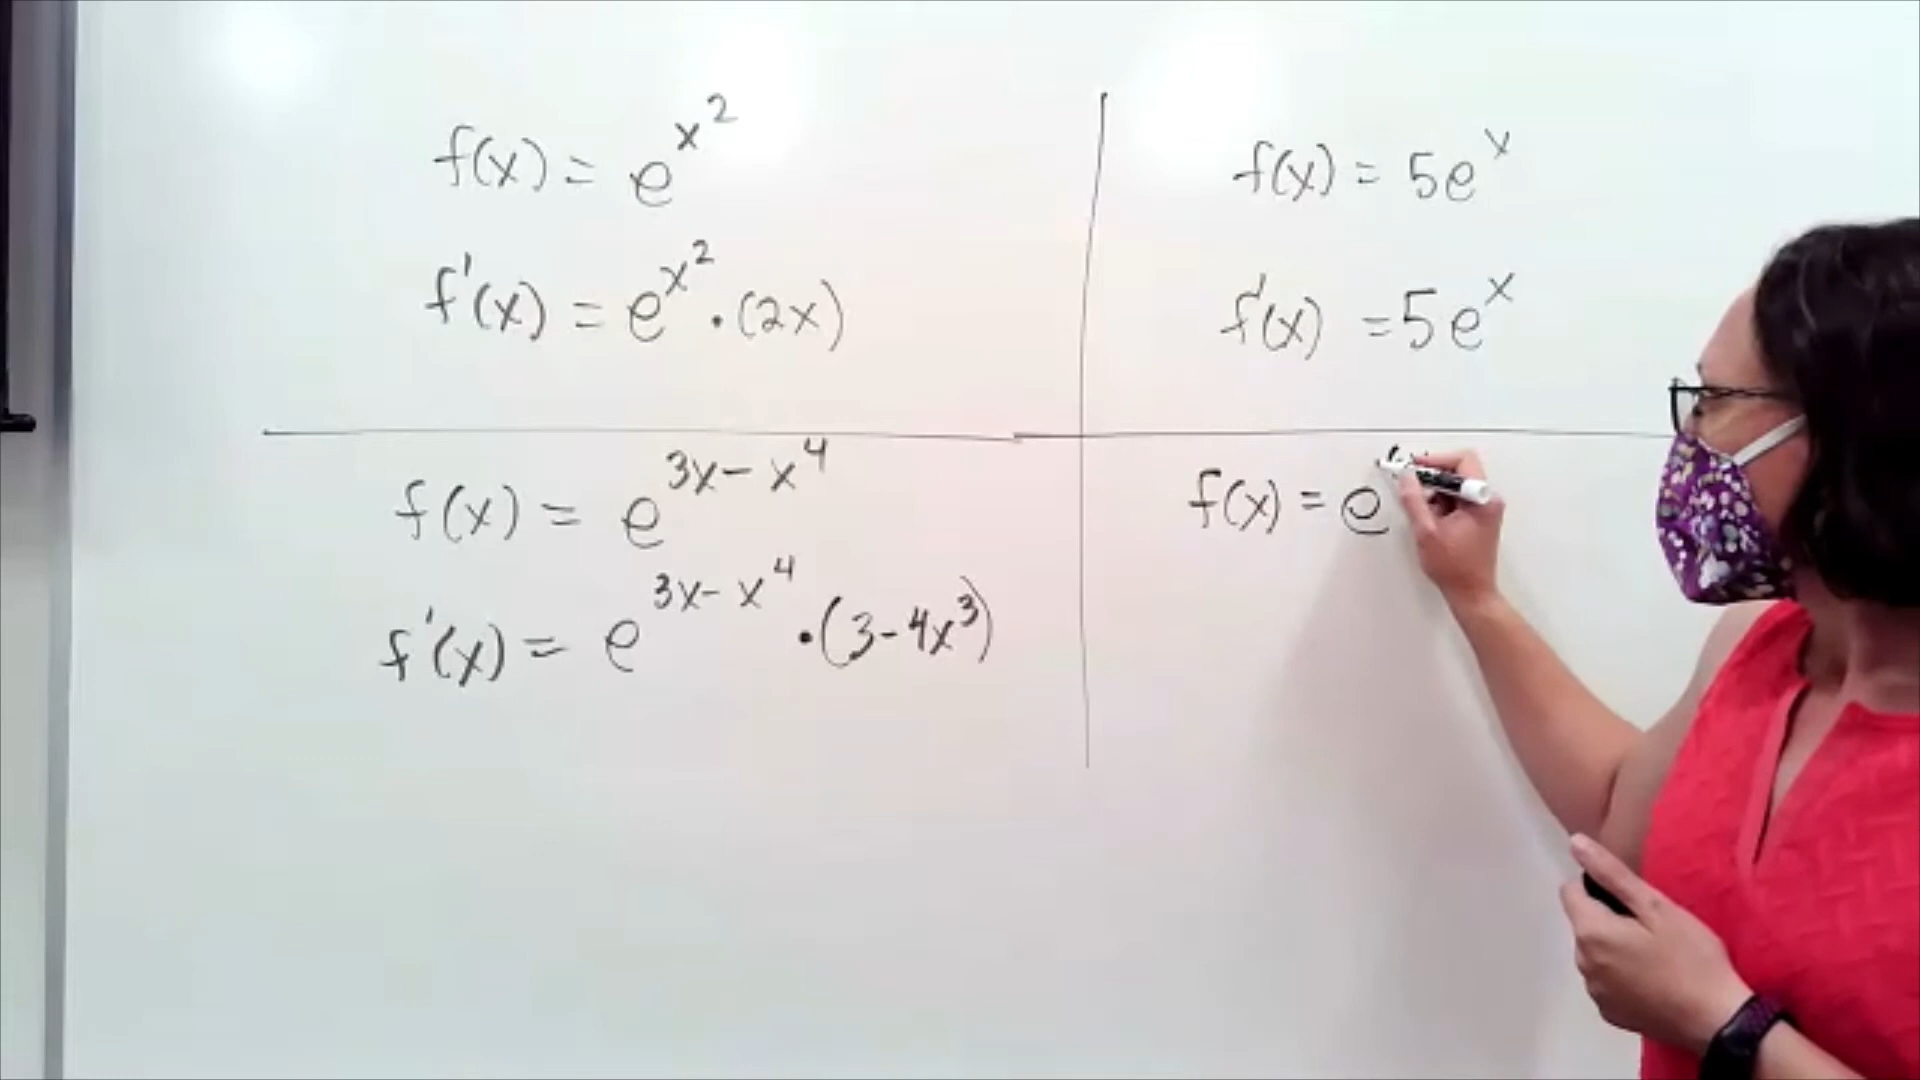 f(x) = e^{x^2}
f'(x) = e^{x^2} · (2x)
f(x) = 5e^x
f'(x) = 5e^x
f(x) = e^{3x-x^4}
f'(x) = e^{3x-x^4} · (3-4x^3)
f(x) = e